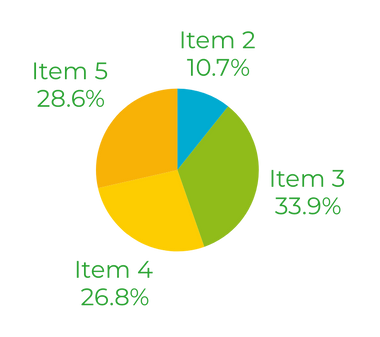 Item 2
10.7%
Item 5
28.6%
Item 3
33.9%
Item 4
26.8%